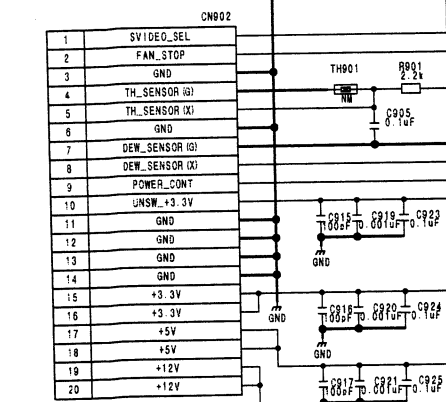 CN902
1 SVIDEO_SEL
2 FAN_STOP
3 GND
4 TH_SENSOR(G)
5 TH_SENSOR(X)
6 GND
7 DEW_SENSOR(G)
8 DEW_SENSOR(X)
9 POWER_CONT
10 UNSW_+3.3V
11 GND
12 GND
13 GND
14 GND
15 +3.3V
16 +3.3V
17 +5V
18 +5V
19 +12V
20 +12V
TH901
NM
R901
2.2k
C905
0.1uF
C915 C919 C923
100pF 0.001uF 0.1uF
GND
GND
C916 C920 C924
100pF 0.001uF 0.1uF
GND
C917 C921 C925
100pF 0.001uF 0.1uF